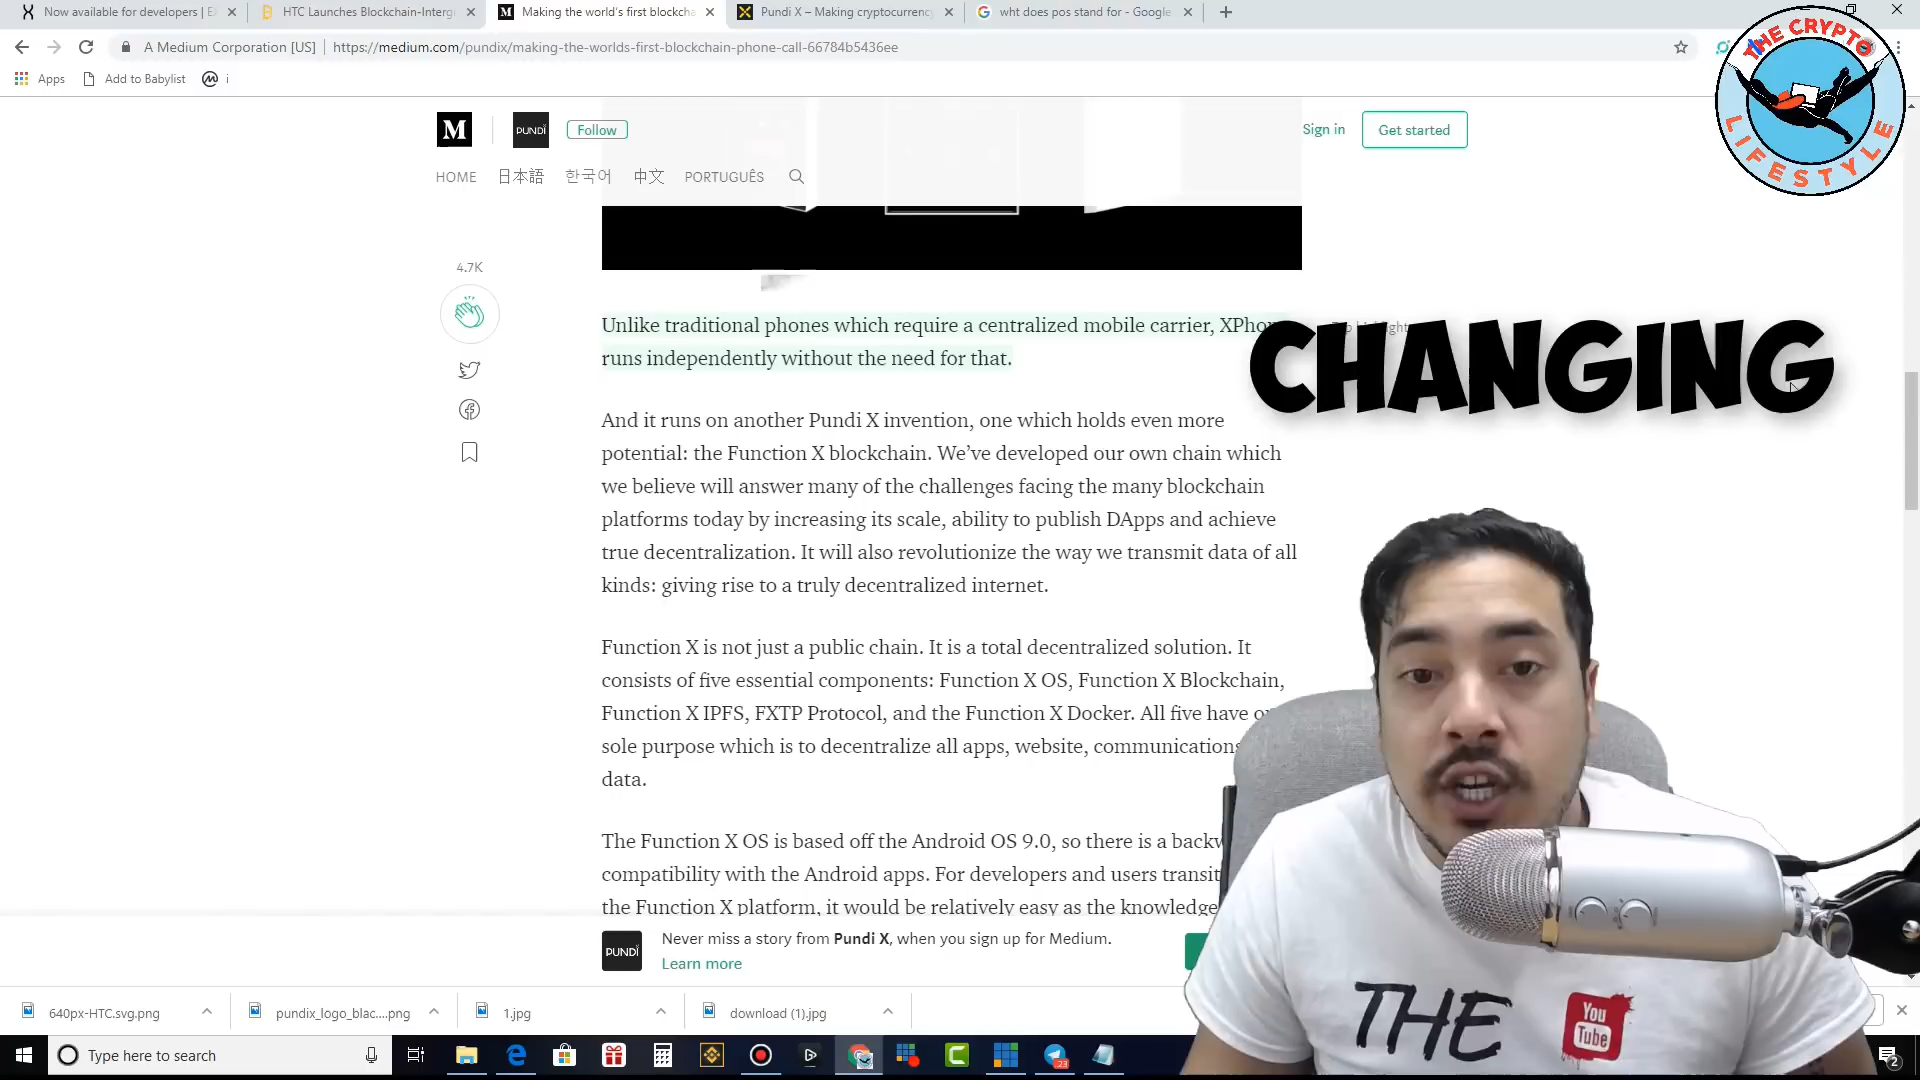 Now available for developers | E
HTC Launches Blockchain-Intergr
Making the world's first blockcha
Pundi X – Making cryptocurrency
wht does pos stand for - Google
A Medium Corporation [US]
https://medium.com/pundix/making-the-worlds-first-blockchain-phone-call-66784b5436ee
Apps
Add to Babylist
i
THE CRYPTO
LIFESTYLE
M
PUNDI
Follow
Sign in
Get started
HOME
日本語
한국어
中文
PORTUGUÊS
4.7K
Unlike traditional phones which require a centralized mobile carrier, XPhon
runs independently without the need for that.
CHANGING
And it runs on another Pundi X invention, one which holds even more
potential: the Function X blockchain. We've developed our own chain which
we believe will answer many of the challenges facing the many blockchain
platforms today by increasing its scale, ability to publish DApps and achieve
true decentralization. It will also revolutionize the way we transmit data of all
kinds: giving rise to a truly decentralized internet.
Function X is not just a public chain. It is a total decentralized solution. It
consists of five essential components: Function X OS, Function X Blockchain,
Function X IPFS, FXTP Protocol, and the Function X Docker. All five have o
sole purpose which is to decentralize all apps, website, communications
data.
The Function X OS is based off the Android OS 9.0, so there is a backw
compatibility with the Android apps. For developers and users transit
the Function X platform, it would be relatively easy as the knowledge
PUNDI
Never miss a story from Pundi X, when you sign up for Medium.
Learn more
640px-HTC.svg.png
pundix_logo_blac....png
1.jpg
download (1).jpg
Type here to search
23
2
THE
You
Tube